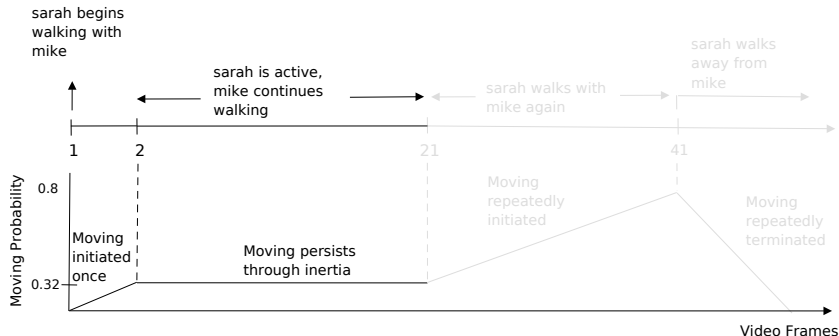 sarah begins
walking with
mike
sarah is active,
mike continues
walking
sarah walks with
mike again
sarah walks
away from
mike
1
2
21
41
Moving Probability
0.8
0.32
Moving
initiated
once
Moving persists
through inertia
Moving
repeatedly
initiated
Moving
repeatedly
terminated
Video Frames